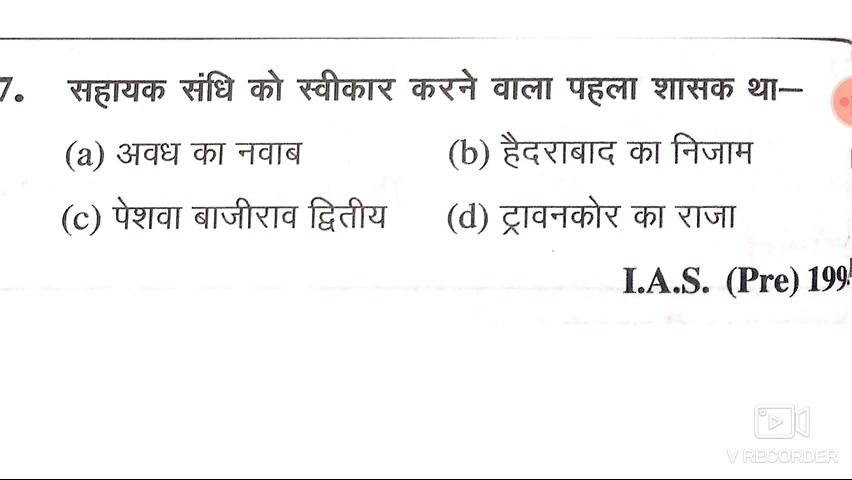 7. सहायक संधि को स्वीकार करने वाला पहला शासक था–
(a) अवध का नवाब (b) हैदराबाद का निजाम
(c) पेशवा बाजीराव द्वितीय (d) ट्रावनकोर का राजा
I.A.S. (Pre)
V RECORDER